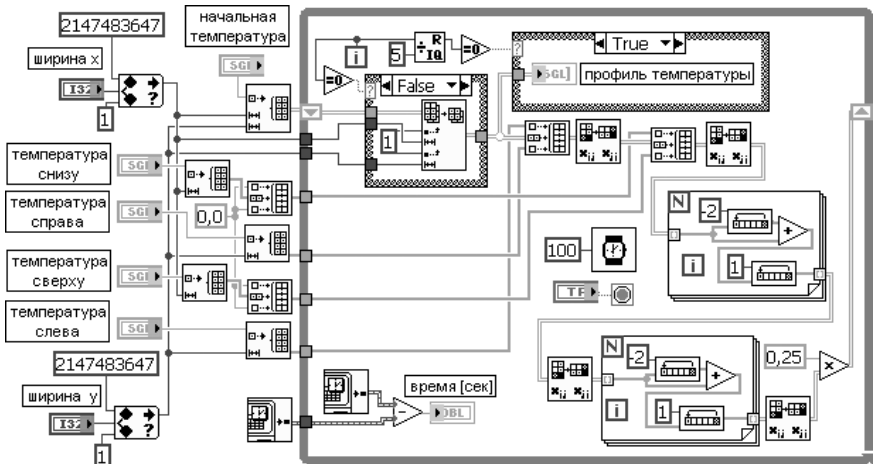 2147483647
ширина x
I32
1
начальная
температура
SGL
температура
снизу
SGL
0,0
температура
справа
SGL
температура
сверху
SGL
температура
слева
SGL
2147483647
ширина y
I32
1
i
5
R
IQ
=0
=0
?
False
1
?
True
SGL]
профиль температуры
100
TF
время [сек]
DBL
N
-2
+
i
1
N
-2
+
i
1
0,25
x